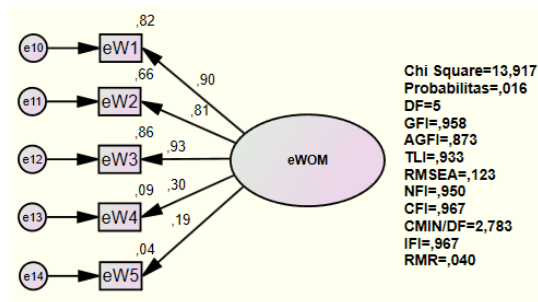 ,82
e10 eW1
,90
,66
e11 eW2
,81
,86
e12 eW3
,93
eWOM
,09
,30
e13 eW4
,19
,04
e14 eW5
Chi Square=13,917
Probabilitas=,016
DF=5
GFI=,958
AGFI=,873
TLI=,933
RMSEA=,123
NFI=,950
CFI=,967
CMIN/DF=2,783
IFI=,967
RMR=,040